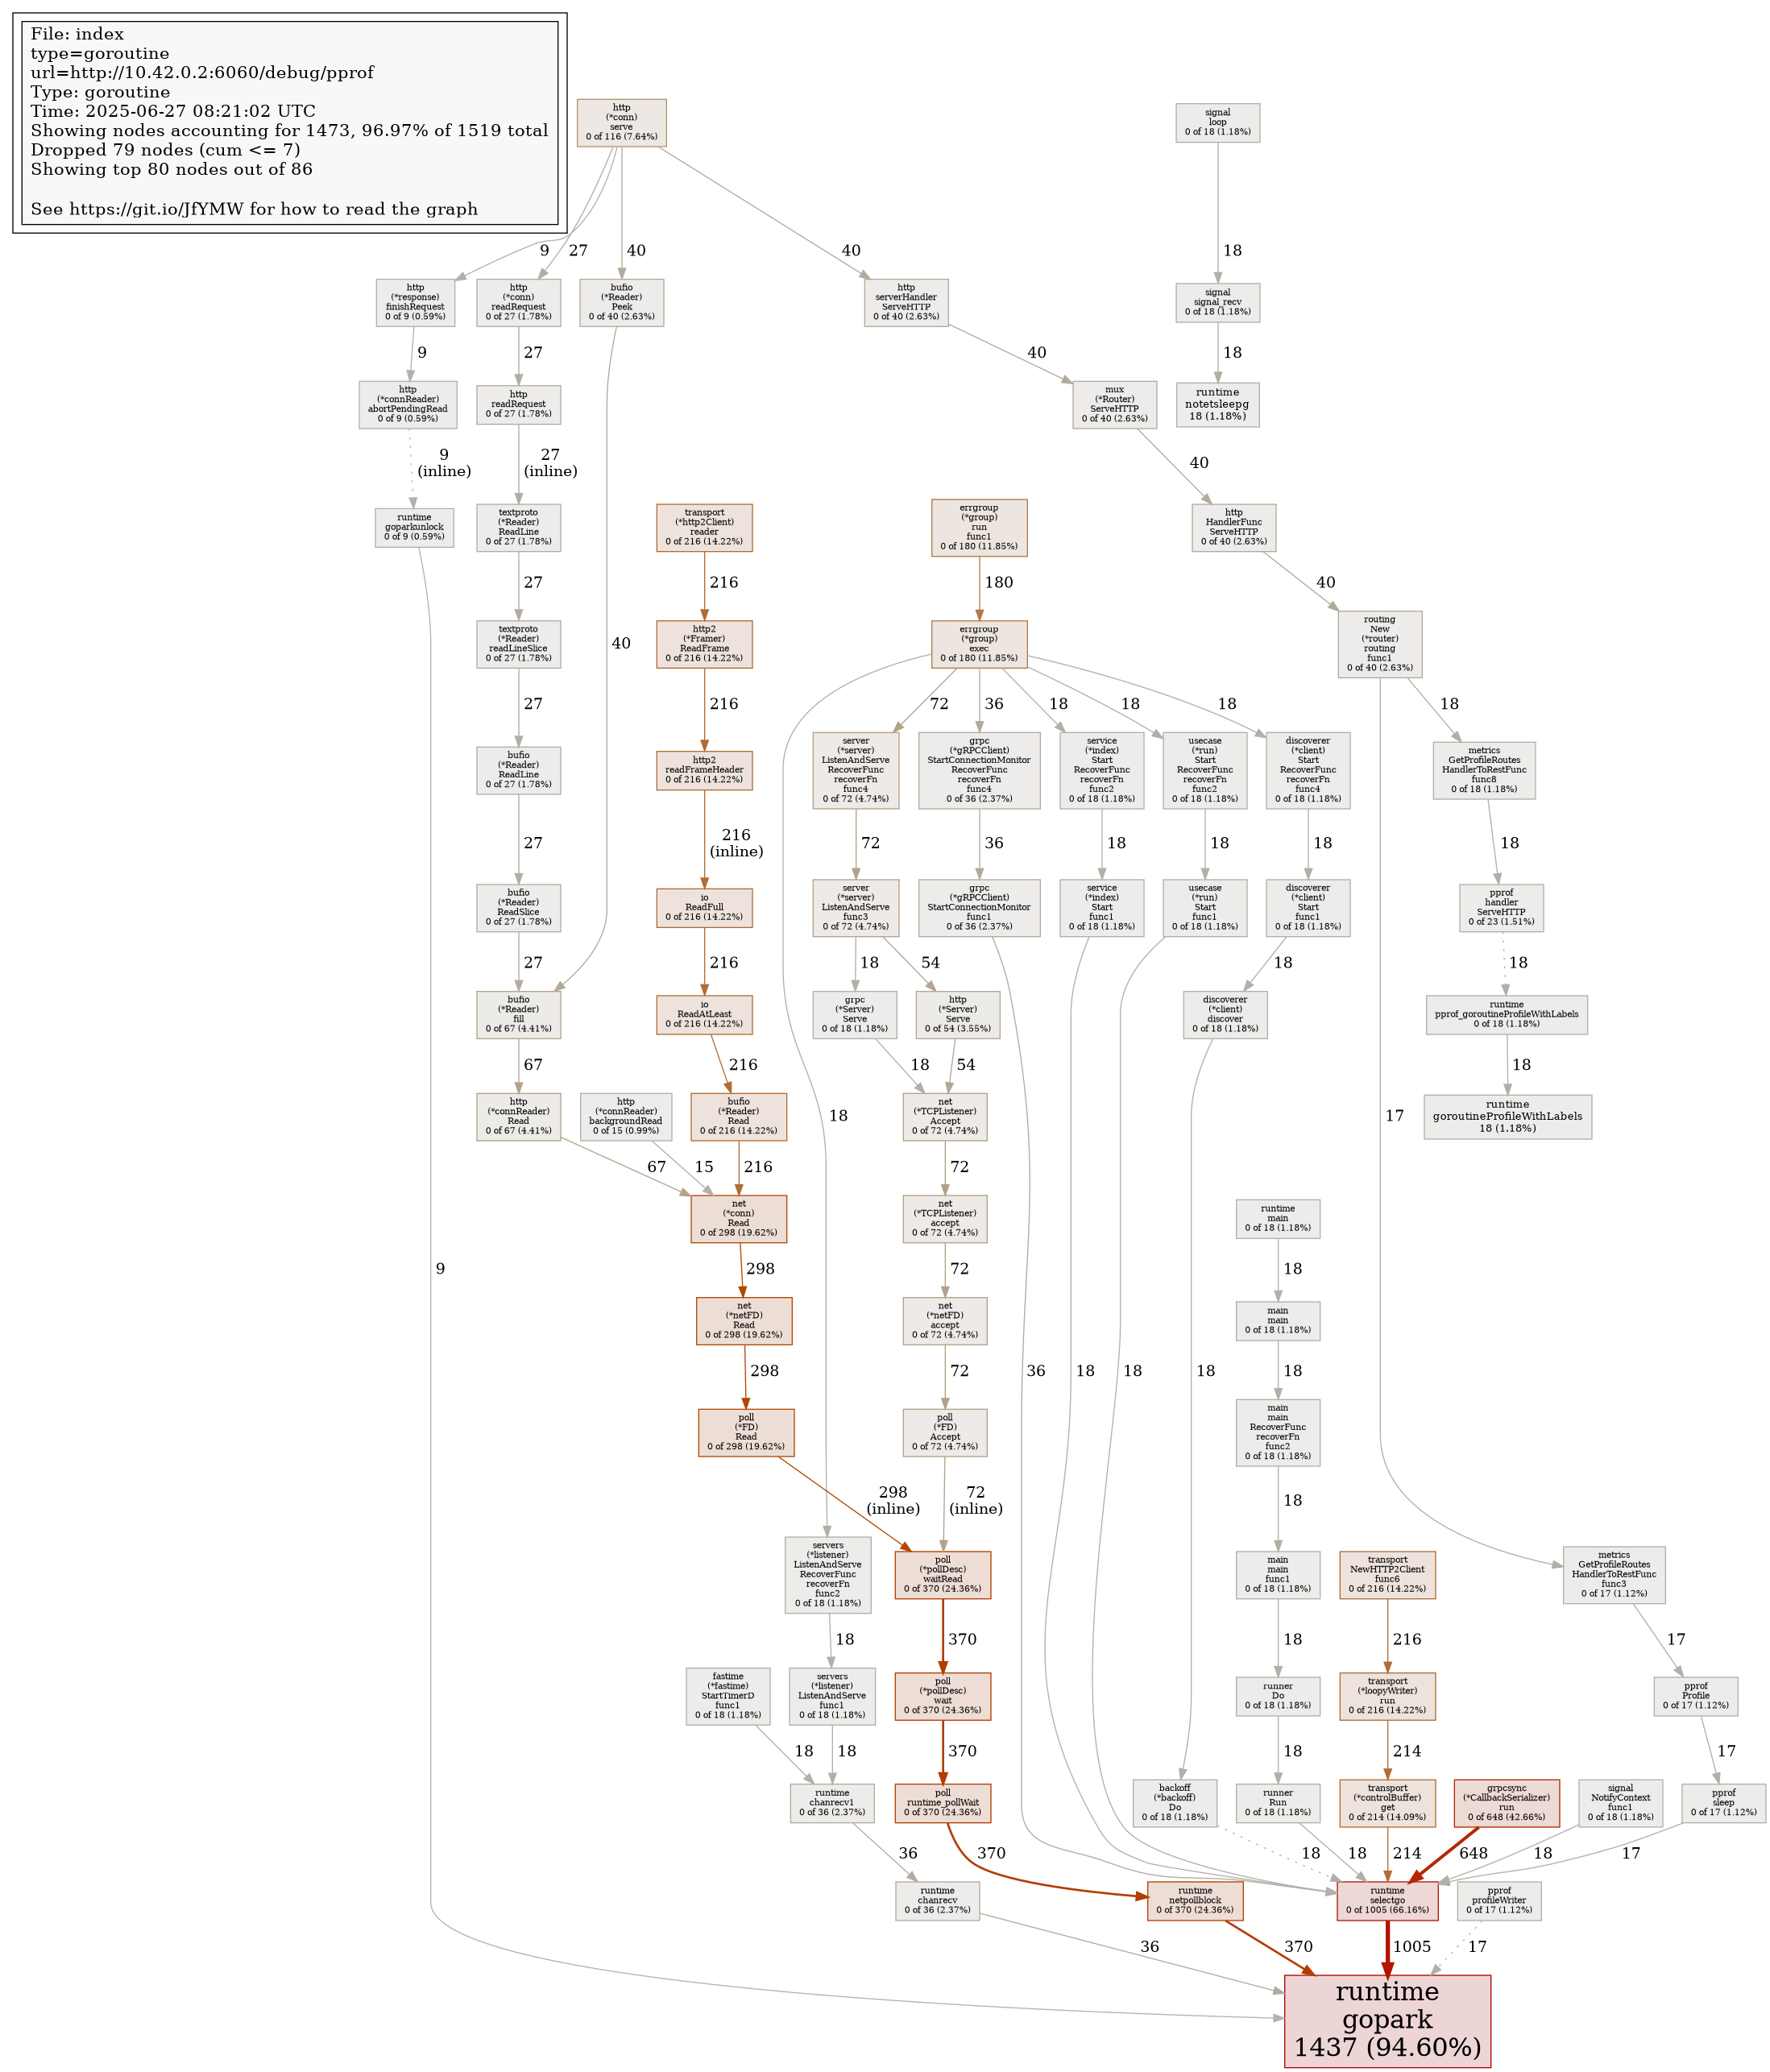 File: index
type=goroutine
url=http://10.42.0.2:6060/debug/pprof
Type: goroutine
Time: 2025-06-27 08:21:02 UTC
Showing nodes accounting for 1473, 96.97% of 1519 total
Dropped 79 nodes (cum <= 7)
Showing top 80 nodes out of 86
See https://git.io/JfYMW for how to read the graph
http
(*conn)
serve
0 of 116 (7.64%)
signal
loop
0 of 18 (1.18%)
9
27
40
40
18
http
(*response)
finishRequest
0 of 9 (0.59%)
http
(*conn)
readRequest
0 of 27 (1.78%)
bufio
(*Reader)
Peek
0 of 40 (2.63%)
http
serverHandler
ServeHTTP
0 of 40 (2.63%)
signal
signal_recv
0 of 18 (1.18%)
9
27
40
18
http
(*connReader)
abortPendingRead
0 of 9 (0.59%)
http
readRequest
0 of 27 (1.78%)
mux
(*Router)
ServeHTTP
0 of 40 (2.63%)
runtime
notetsleepg
18 (1.18%)
9
(inline)
27
(inline)
40
runtime
goparkunlock
0 of 9 (0.59%)
textproto
(*Reader)
ReadLine
0 of 27 (1.78%)
transport
(*http2Client)
reader
0 of 216 (14.22%)
errgroup
(*group)
run
func1
0 of 180 (11.85%)
http
HandlerFunc
ServeHTTP
0 of 40 (2.63%)
27
216
180
40
textproto
(*Reader)
readLineSlice
0 of 27 (1.78%)
40
http2
(*Framer)
ReadFrame
0 of 216 (14.22%)
errgroup
(*group)
exec
0 of 180 (11.85%)
routing
New
(*router)
routing
func1
0 of 40 (2.63%)
27
216
72
36
18
18
18
18
bufio
(*Reader)
ReadLine
0 of 27 (1.78%)
http2
readFrameHeader
0 of 216 (14.22%)
server
(*server)
ListenAndServe
RecoverFunc
recoverFn
func4
0 of 72 (4.74%)
grpc
(*gRPCClient)
StartConnectionMonitor
RecoverFunc
recoverFn
func4
0 of 36 (2.37%)
service
(*index)
Start
RecoverFunc
recoverFn
func2
0 of 18 (1.18%)
usecase
(*run)
Start
RecoverFunc
recoverFn
func2
0 of 18 (1.18%)
discoverer
(*client)
Start
RecoverFunc
recoverFn
func4
0 of 18 (1.18%)
metrics
GetProfileRoutes
HandlerToRestFunc
func8
0 of 18 (1.18%)
27
216
(inline)
72
36
18
18
18
18
bufio
(*Reader)
ReadSlice
0 of 27 (1.78%)
io
ReadFull
0 of 216 (14.22%)
server
(*server)
ListenAndServe
func3
0 of 72 (4.74%)
grpc
(*gRPCClient)
StartConnectionMonitor
func1
0 of 36 (2.37%)
service
(*index)
Start
func1
0 of 18 (1.18%)
usecase
(*run)
Start
func1
0 of 18 (1.18%)
discoverer
(*client)
Start
func1
0 of 18 (1.18%)
pprof
handler
ServeHTTP
0 of 23 (1.51%)
27
216
18
54
18
18
bufio
(*Reader)
fill
0 of 67 (4.41%)
io
ReadAtLeast
0 of 216 (14.22%)
grpc
(*Server)
Serve
0 of 18 (1.18%)
http
(*Server)
Serve
0 of 54 (3.55%)
discoverer
(*client)
discover
0 of 18 (1.18%)
runtime
pprof_goroutineProfileWithLabels
0 of 18 (1.18%)
67
216
18
54
18
http
(*connReader)
Read
0 of 67 (4.41%)
http
(*connReader)
backgroundRead
0 of 15 (0.99%)
bufio
(*Reader)
Read
0 of 216 (14.22%)
18
net
(*TCPListener)
Accept
0 of 72 (4.74%)
17
runtime
goroutineProfileWithLabels
18 (1.18%)
67
15
216
72
net
(*conn)
Read
0 of 298 (19.62%)
net
(*TCPListener)
accept
0 of 72 (4.74%)
runtime
main
0 of 18 (1.18%)
9
298
72
18
net
(*netFD)
Read
0 of 298 (19.62%)
net
(*netFD)
accept
0 of 72 (4.74%)
main
main
0 of 18 (1.18%)
298
72
36
18
18
18
18
poll
(*FD)
Read
0 of 298 (19.62%)
poll
(*FD)
Accept
0 of 72 (4.74%)
main
main
RecoverFunc
recoverFn
func2
0 of 18 (1.18%)
298
(inline)
72
(inline)
18
servers
(*listener)
ListenAndServe
RecoverFunc
recoverFn
func2
0 of 18 (1.18%)
poll
(*pollDesc)
waitRead
0 of 370 (24.36%)
main
main
func1
0 of 18 (1.18%)
transport
NewHTTP2Client
func6
0 of 216 (14.22%)
metrics
GetProfileRoutes
HandlerToRestFunc
func3
0 of 17 (1.12%)
18
370
18
216
17
fastime
(*fastime)
StartTimerD
func1
0 of 18 (1.18%)
servers
(*listener)
ListenAndServe
func1
0 of 18 (1.18%)
poll
(*pollDesc)
wait
0 of 370 (24.36%)
runner
Do
0 of 18 (1.18%)
transport
(*loopyWriter)
run
0 of 216 (14.22%)
pprof
Profile
0 of 17 (1.12%)
18
18
370
18
214
17
runtime
chanrecv1
0 of 36 (2.37%)
poll
runtime_pollWait
0 of 370 (24.36%)
backoff
(*backoff)
Do
0 of 18 (1.18%)
runner
Run
0 of 18 (1.18%)
transport
(*controlBuffer)
get
0 of 214 (14.09%)
grpcsync
(*CallbackSerializer)
run
0 of 648 (42.66%)
signal
NotifyContext
func1
0 of 18 (1.18%)
pprof
sleep
0 of 17 (1.12%)
36
370
18
18
214
648
18
17
runtime
chanrecv
0 of 36 (2.37%)
runtime
netpollblock
0 of 370 (24.36%)
runtime
selectgo
0 of 1005 (66.16%)
pprof
profileWriter
0 of 17 (1.12%)
36
370
1005
17
runtime
gopark
1437 (94.60%)